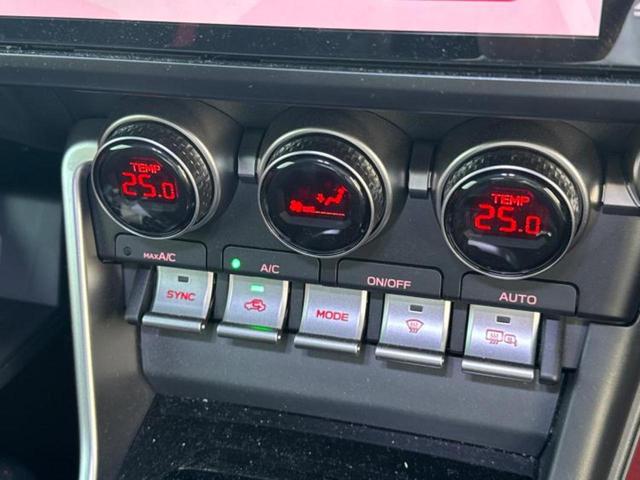 TEMP
25.0
TEMP
25.0
MAX A/C
A/C
ON/OFF
AUTO
SYNC
MODE